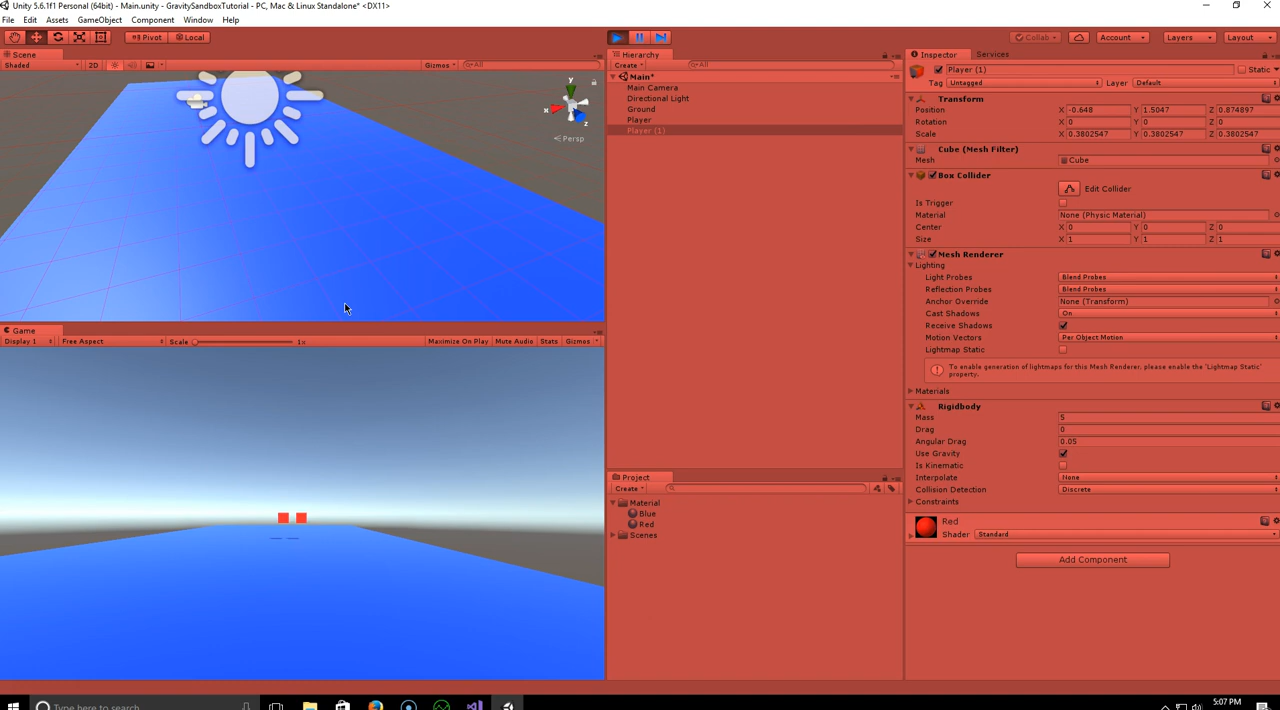 Unity 5.6.1f1 Personal (64bit) - Main.unity - GravitySandboxTutorial - PC, Mac & Linux Standalone* <DX11>
File Edit Assets GameObject Component Window Help
Pivot Local Collab Account Layers Layout
Scene
Shaded 2D Gizmos All
y
x
z
Persp
Game
Display 1 Free Aspect Scale 1x Maximize On Play Mute Audio Stats Gizmos
Hierarchy
Create All
Main*
Main Camera
Directional Light
Ground
Player
Player (1)
Project
Create
Material
Blue
Red
Scenes
Inspector Services
Player (1) Static
Tag Untagged Layer Default
Transform
Position X -0.648 Y 1.5047 Z 0.874897
Rotation X 0 Y 0 Z 0
Scale X 0.3802547 Y 0.3802547 Z 0.3802547
Cube (Mesh Filter)
Mesh Cube
Box Collider
Edit Collider
Is Trigger
Material None (Physic Material)
Center X 0 Y 0 Z 0
Size X 1 Y 1 Z 1
Mesh Renderer
Lighting
Light Probes Blend Probes
Reflection Probes Blend Probes
Anchor Override None (Transform)
Cast Shadows On
Receive Shadows
Motion Vectors Per Object Motion
Lightmap Static
To enable generation of lightmaps for this Mesh Renderer, please enable the 'Lightmap Static'
property.
Materials
Rigidbody
Mass 5
Drag 0
Angular Drag 0.05
Use Gravity
Is Kinematic
Interpolate None
Collision Detection Discrete
Constraints
Red
Shader Standard
Add Component
Type here to search
5:07 PM